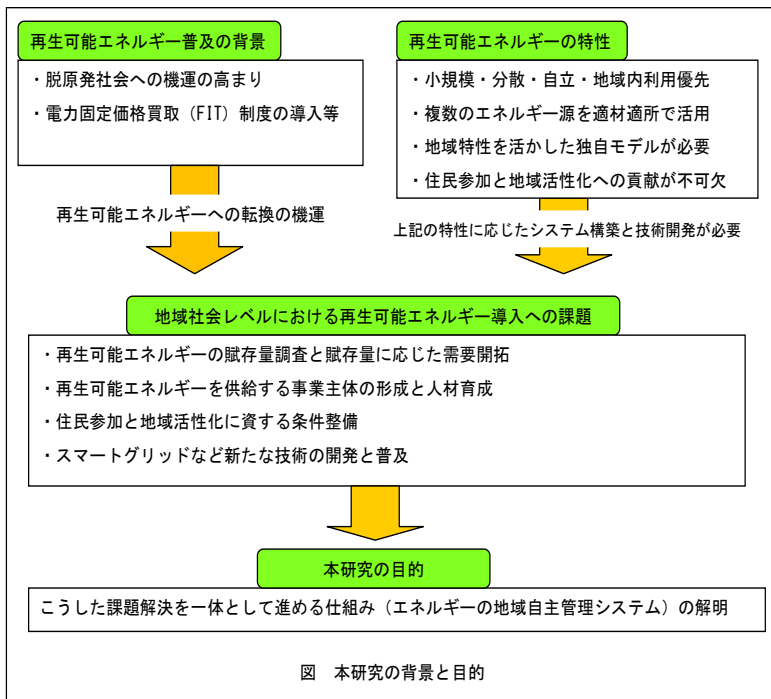 再生可能エネルギー普及の背景
・脱原発社会への機運の高まり
・電力固定価格買取（FIT）制度の導入等
再生可能エネルギーへの転換の機運
再生可能エネルギーの特性
・小規模・分散・自立・地域内利用優先
・複数のエネルギー源を適材適所で活用
・地域特性を活かした独自モデルが必要
・住民参加と地域活性化への貢献が不可欠
上記の特性に応じたシステム構築と技術開発が必要
地域社会レベルにおける再生可能エネルギー導入への課題
・再生可能エネルギーの賦存量調査と賦存量に応じた需要開拓
・再生可能エネルギーを供給する事業主体の形成と人材育成
・住民参加と地域活性化に資する条件整備
・スマートグリッドなど新たな技術の開発と普及
本研究の目的
こうした課題解決を一体として進める仕組み（エネルギーの地域自主管理システム）の解明
図　本研究の背景と目的